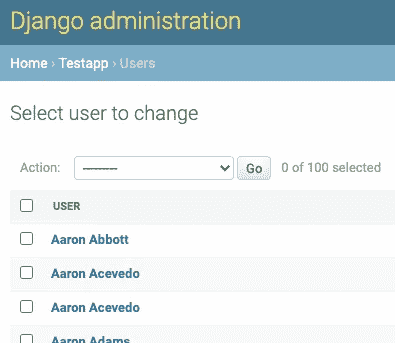 Django administration
Home › Testapp › Users
Select user to change
Action: --------- Go 0 of 100 selected
USER
Aaron Abbott
Aaron Acevedo
Aaron Acevedo
Aaron Adams